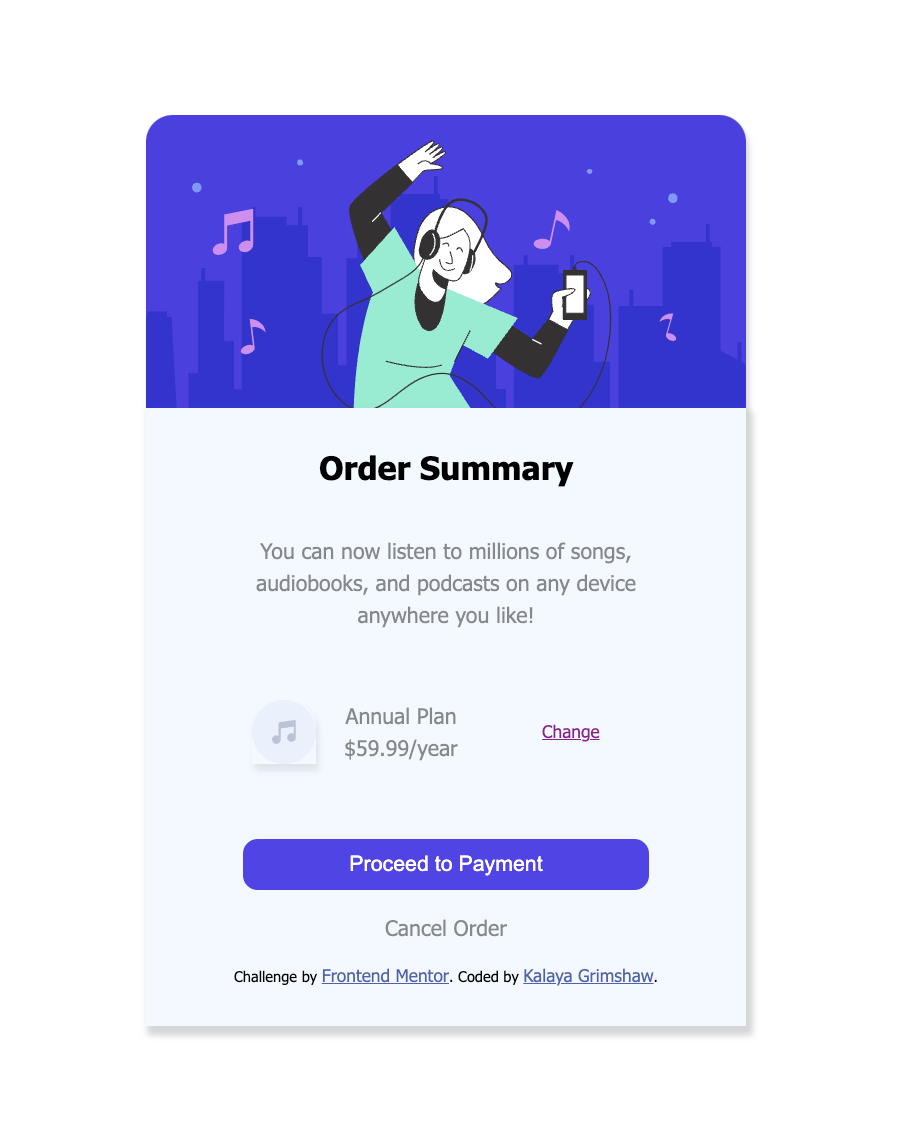 Order Summary
You can now listen to millions of songs,
audiobooks, and podcasts on any device
anywhere you like!
Annual Plan
$59.99/year
Change
Proceed to Payment
Cancel Order
Challenge by Frontend Mentor. Coded by Kalaya Grimshaw.